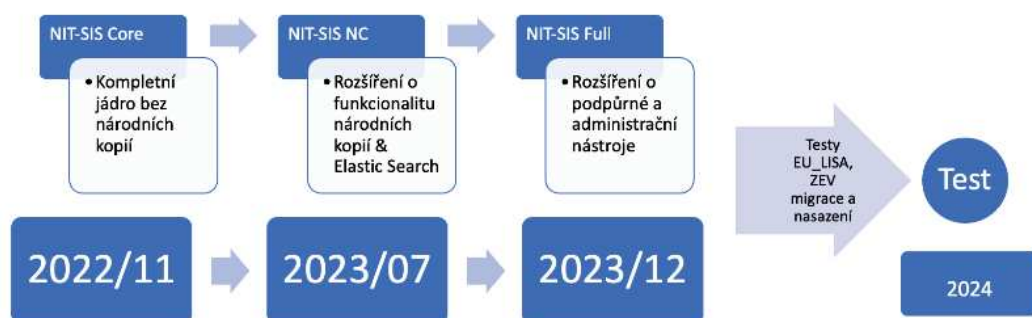 NIT-SIS Core
• Kompletní
jádro bez
národních
kopií
NIT-SIS NC
• Rozšíření o
funkcionalitu
národních
kopií &
Elastic Search
NIT-SIS Full
• Rozšíření o
podpůrné a
administrační
nástroje
Testy
EU_LISA,
ZEV
migrace a
nasazení
Test
2022/11
2023/07
2023/12
2024